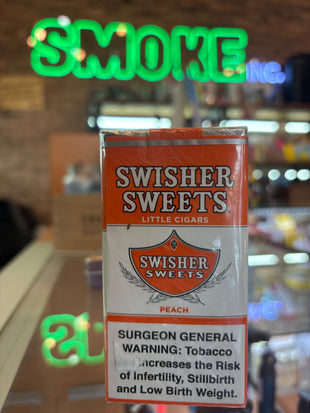 SMOKE
INC.
SWISHER
SWEETS
LITTLE CIGARS
SWISHER
SWEETS
PEACH
SURGEON GENERAL
WARNING: Tobacco
Increases the Risk
of Infertility, Stillbirth
and Low Birth Weight.